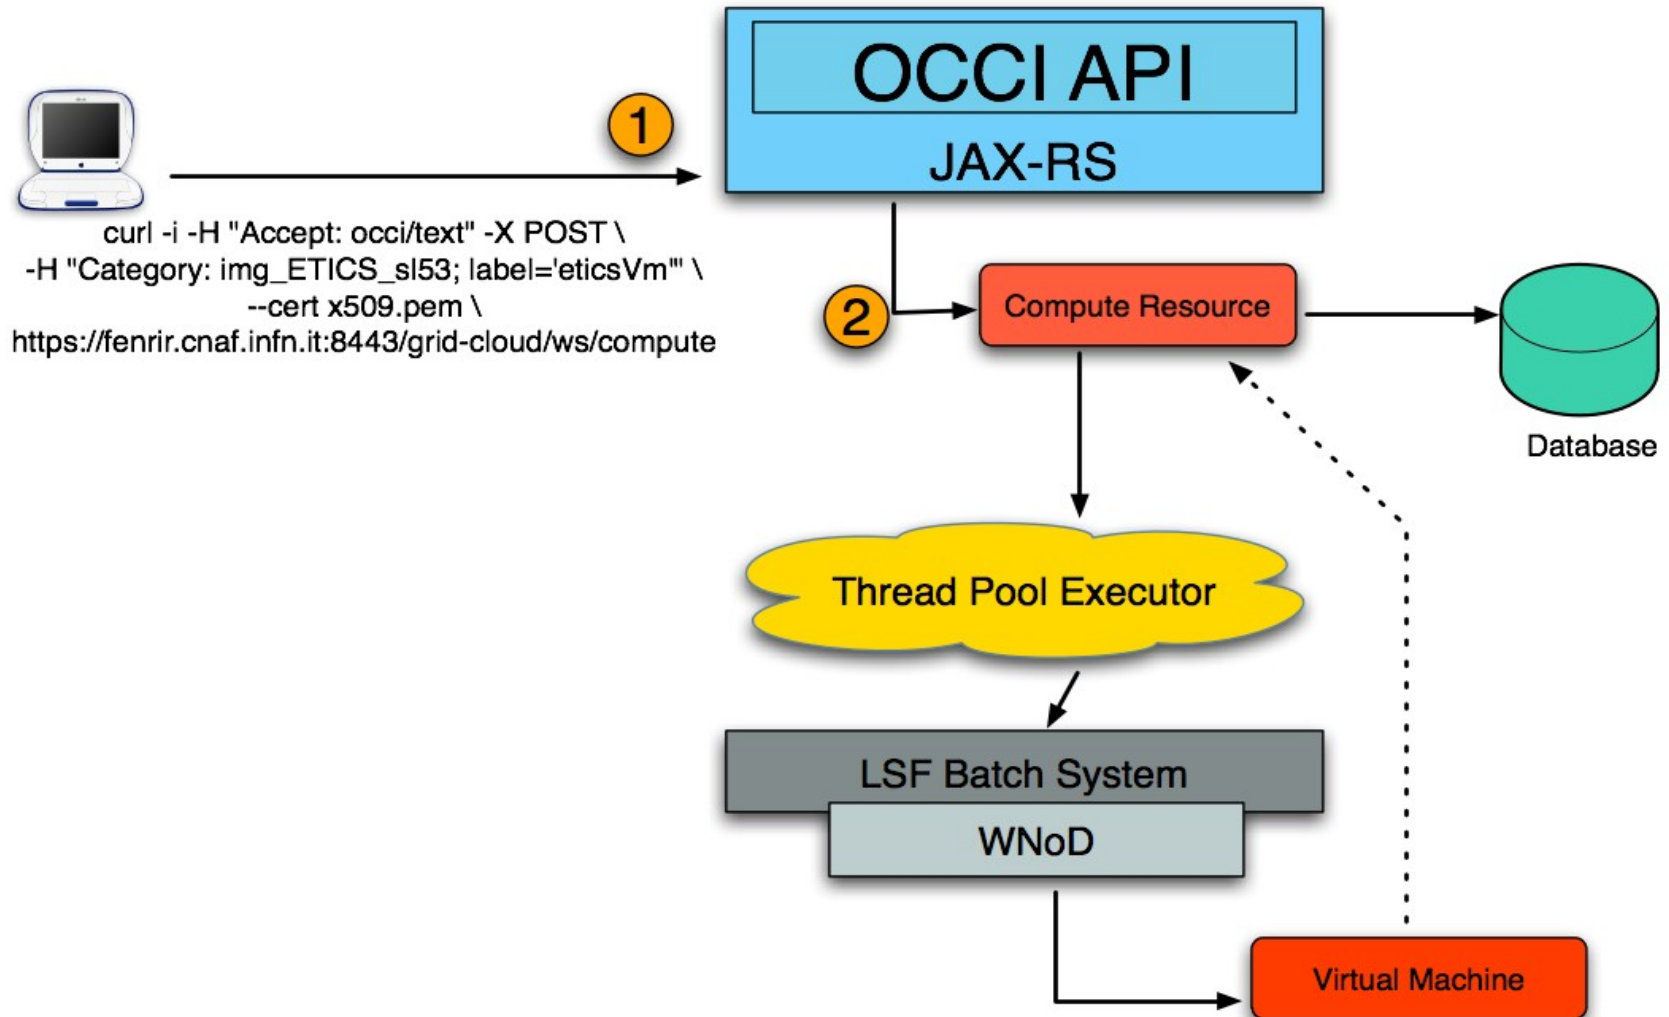 OCCI API
JAX-RS
1
curl -i -H "Accept: occi/text" -X POST \
-H "Category: img_ETICS_sl53; label='eticsVm'" \
--cert x509.pem \
https://fenrir.cnaf.infn.it:8443/grid-cloud/ws/compute
2
Compute Resource
Database
Thread Pool Executor
LSF Batch System
WNoD
Virtual Machine